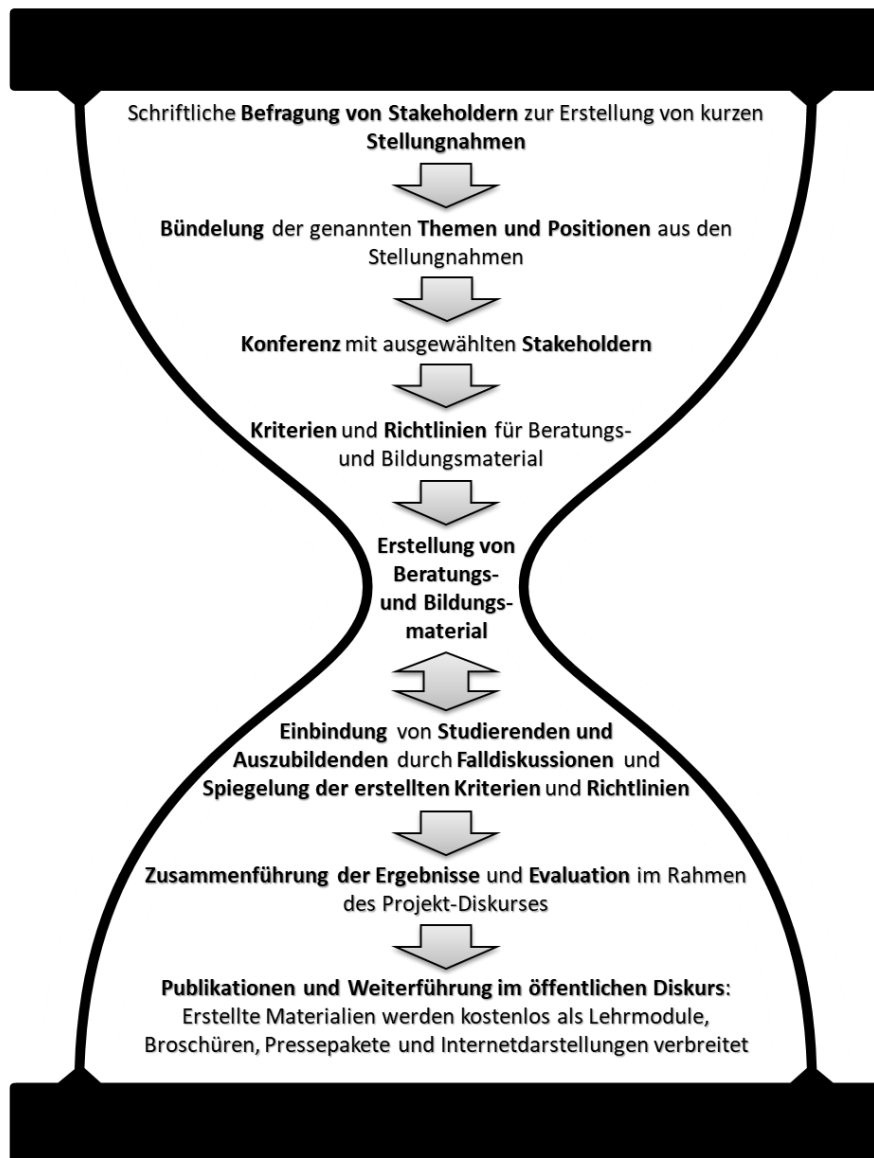 Schriftliche Befragung von Stakeholdern zur Erstellung von kurzen
Stellungnahmen
Bündelung der genannten Themen und Positionen aus den
Stellungnahmen
Konferenz mit ausgewählten Stakeholdern
Kriterien und Richtlinien für Beratungs-
und Bildungsmaterial
Erstellung von
Beratungs-
und Bildungs-
material
Einbindung von Studierenden und
Auszubildenden durch Falldiskussionen und
Spiegelung der erstellten Kriterien und Richtlinien
Zusammenführung der Ergebnisse und Evaluation im Rahmen
des Projekt-Diskurses
Publikationen und Weiterführung im öffentlichen Diskurs:
Erstellte Materialien werden kostenlos als Lehrmodule,
Broschüren, Pressepakete und Internetdarstellungen verbreitet